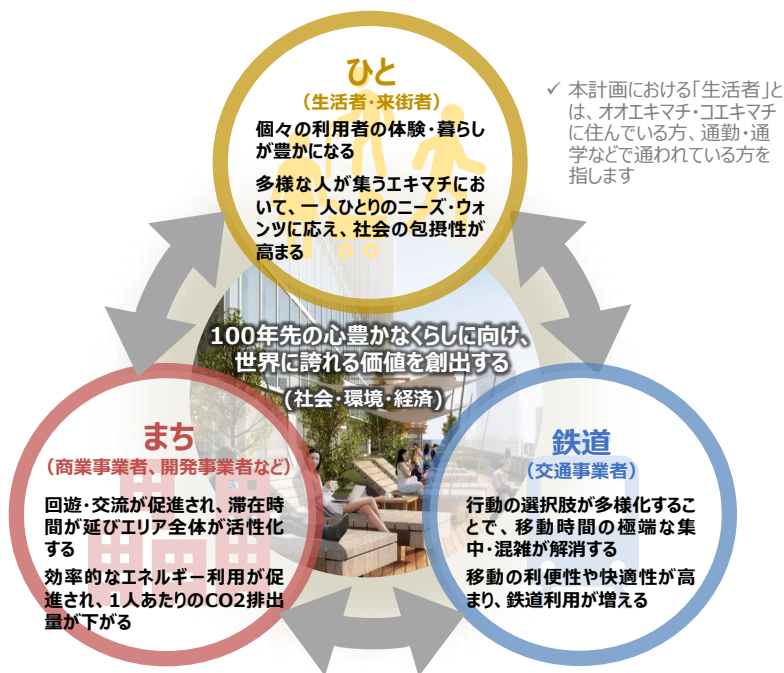 ひと
（生活者・来街者）
個々の利用者の体験・暮らし
が豊かになる
多様な人が集うエキマチにお
いて、一人ひとりのニーズ・ウォ
ンツに応え、社会の包摂性が
高まる
✓ 本計画における「生活者」と
は、オオエキマチ・コエキマチ
に住んでいる方、通勤・通
学などで通われている方を
指します
100年先の心豊かなくらしに向け、
世界に誇れる価値を創出する
（社会・環境・経済）
まち
（商業事業者、開発事業者など）
回遊・交流が促進され、滞在時
間が延びエリア全体が活性化
する
効率的なエネルギー利用が促
進され、1人あたりのCO2排出
量が下がる
鉄道
（交通事業者）
行動の選択肢が多様化するこ
とで、移動時間の極端な集
中・混雑が解消する
移動の利便性や快適性が高
まり、鉄道利用が増える